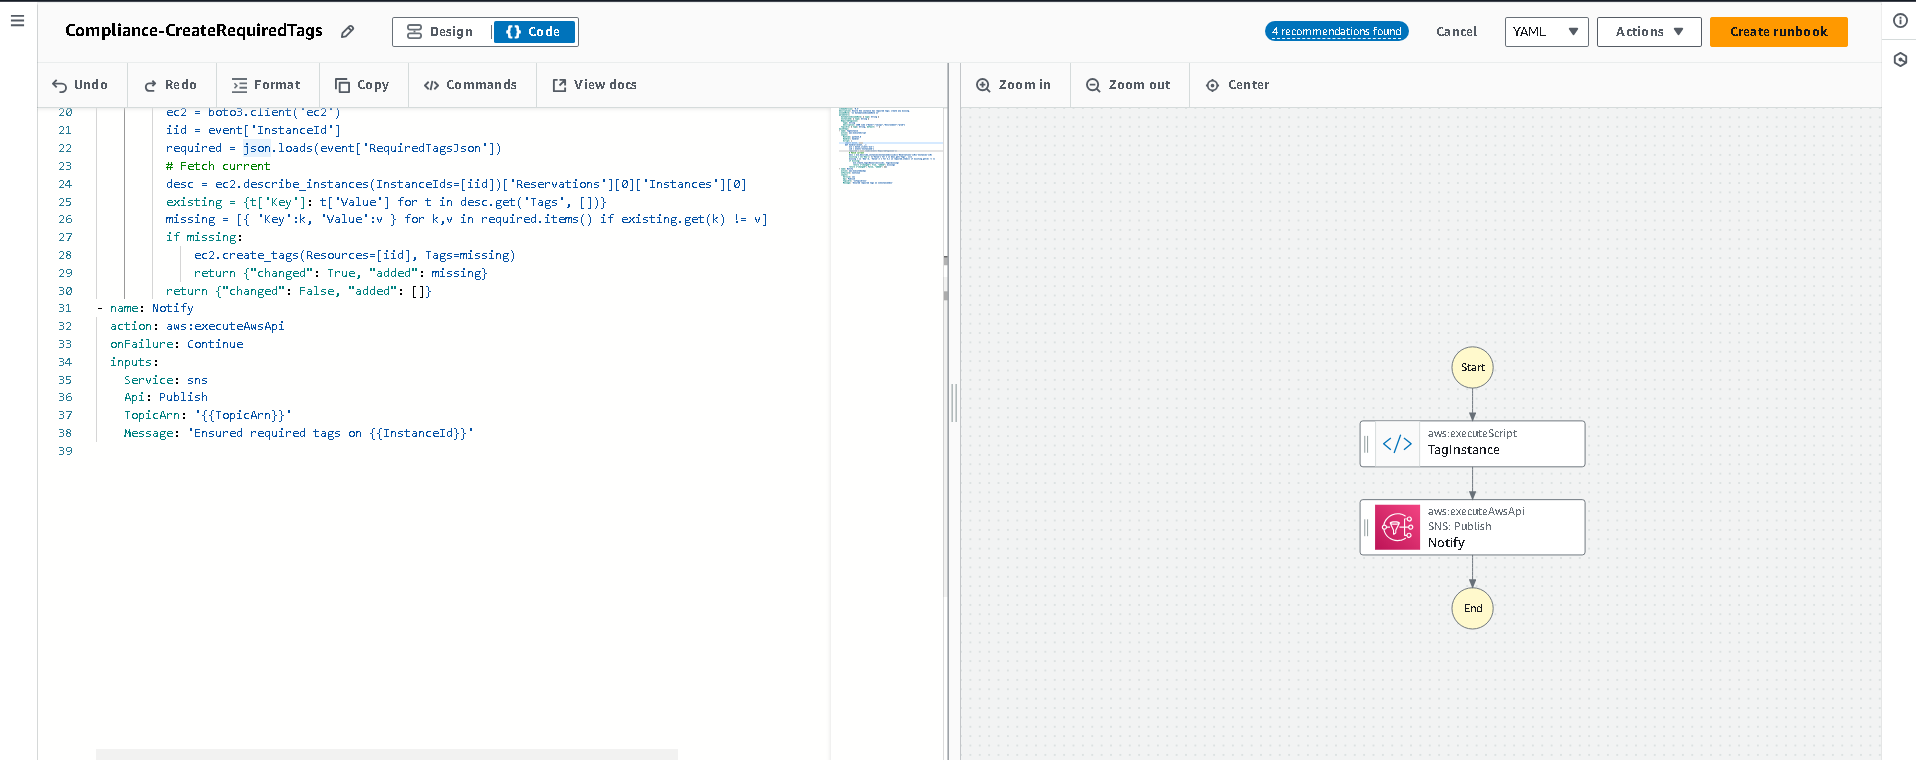 Compliance-CreateRequiredTags
Design
{} Code
4 recommendations found
Cancel
YAML
Actions
Create runbook
Undo
Redo
Format
Copy
Commands
View docs
Zoom in
Zoom out
Center
20 ec2 = boto3.client('ec2')
21 iid = event['InstanceId']
22 required = json.loads(event['RequiredTagsJson'])
23 # Fetch current
24 desc = ec2.describe_instances(InstanceIds=[iid])['Reservations'][0]['Instances'][0]
25 existing = {t['Key']: t['Value'] for t in desc.get('Tags', [])}
26 missing = [{ 'Key':k, 'Value':v } for k,v in required.items() if existing.get(k) != v]
27 if missing:
28 ec2.create_tags(Resources=[iid], Tags=missing)
29 return {"changed": True, "added": missing}
30 return {"changed": False, "added": []}
31 - name: Notify
32 action: aws:executeAwsApi
33 onFailure: Continue
34 inputs:
35 Service: sns
36 Api: Publish
37 TopicArn: '{{TopicArn}}'
38 Message: 'Ensured required tags on {{InstanceId}}'
39
Start
aws:executeScript
TagInstance
aws:executeAwsApi
SNS: Publish
Notify
End